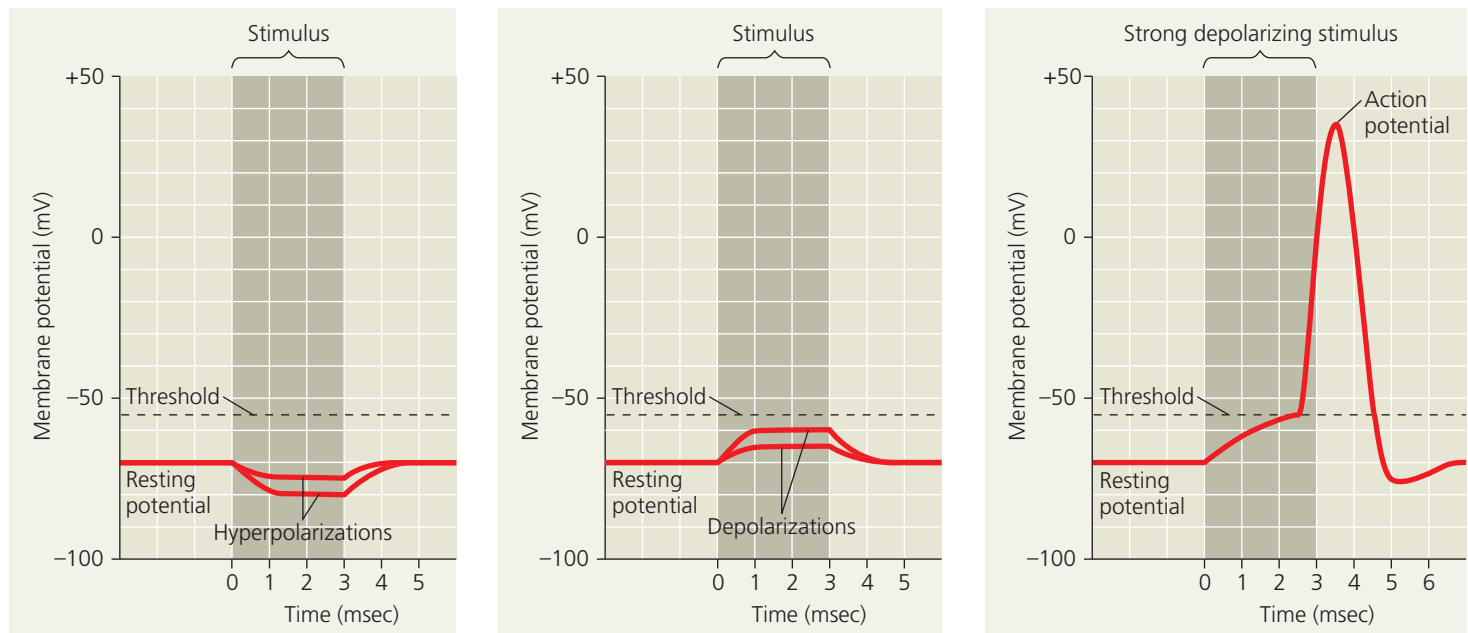 Stimulus
+50
0
−50
−100
Membrane potential (mV)
Threshold
Resting
potential
Hyperpolarizations
0 1 2 3 4 5
Time (msec)
Stimulus
+50
0
−50
−100
Membrane potential (mV)
Threshold
Resting
potential
Depolarizations
0 1 2 3 4 5
Time (msec)
Strong depolarizing stimulus
+50
0
−50
−100
Membrane potential (mV)
Action
potential
Threshold
Resting
potential
0 1 2 3 4 5 6
Time (msec)